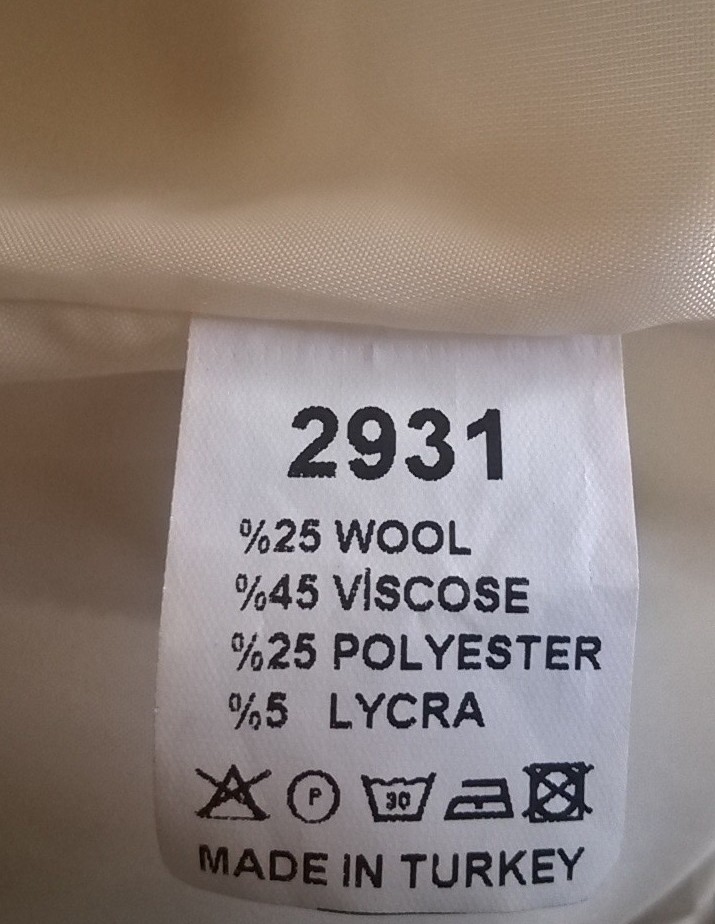 2931
%25 WOOL
%45 VİSCOSE
%25 POLYESTER
%5 LYCRA
P 30
MADE IN TURKEY